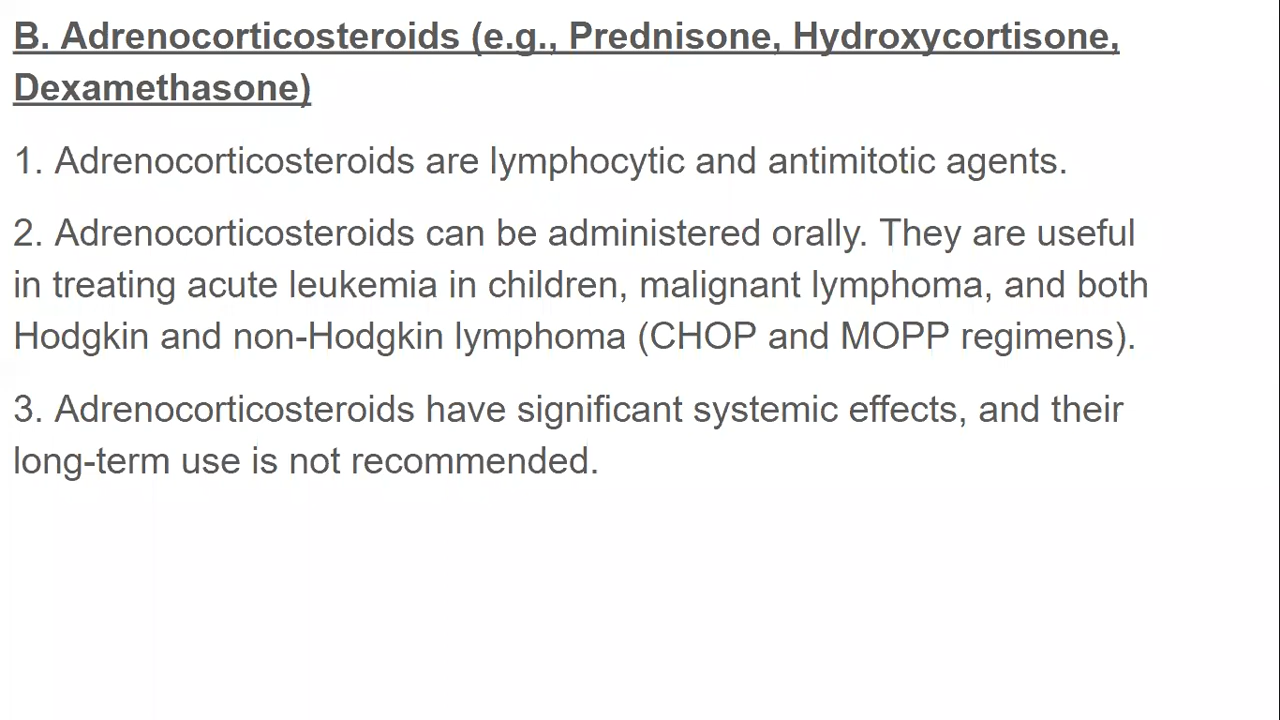 B. Adrenocorticosteroids (e.g., Prednisone, Hydroxycortisone,
Dexamethasone)
1. Adrenocorticosteroids are lymphocytic and antimitotic agents.
2. Adrenocorticosteroids can be administered orally. They are useful
in treating acute leukemia in children, malignant lymphoma, and both
Hodgkin and non-Hodgkin lymphoma (CHOP and MOPP regimens).
3. Adrenocorticosteroids have significant systemic effects, and their
long-term use is not recommended.